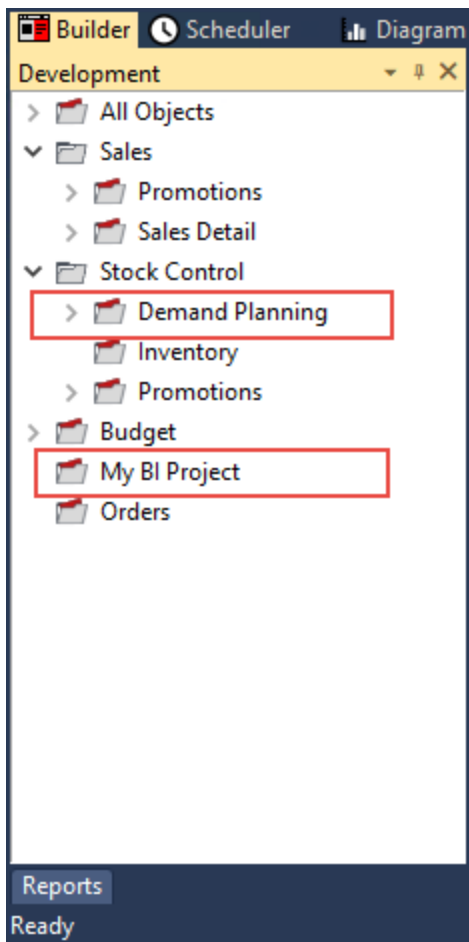 Builder Scheduler Diagram
Development
All Objects
Sales
Promotions
Sales Detail
Stock Control
Demand Planning
Inventory
Promotions
Budget
My BI Project
Orders
Reports
Ready